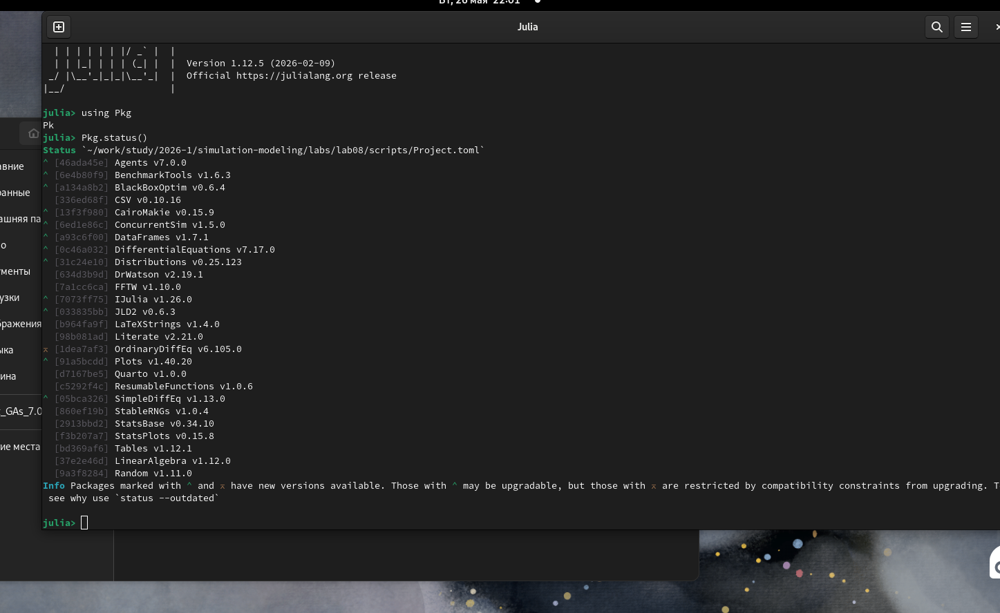 Вт, 26 мая 22:01
Julia
| | | | | | |/ _` | |
| | |_| | | | (_| | | Version 1.12.5 (2026-02-09)
_/ |\__'_|_|_|\__'_| | Official https://julialang.org release
|__/ |
julia> using Pkg
Pk
julia> Pkg.status()
Status `~/work/study/2026-1/simulation-modeling/labs/lab08/scripts/Project.toml`
^ [46ada45e] Agents v7.0.0
^ [6e4b80f9] BenchmarkTools v1.6.3
^ [a134a8b2] BlackBoxOptim v0.6.4
[336ed68f] CSV v0.10.16
^ [13f3f980] CairoMakie v0.15.9
^ [6ed1e86c] ConcurrentSim v1.5.0
^ [a93c6f00] DataFrames v1.7.1
^ [0c46a032] DifferentialEquations v7.17.0
^ [31c24e10] Distributions v0.25.123
[634d3b9d] DrWatson v2.19.1
[7a1cc6ca] FFTW v1.10.0
^ [7073ff75] IJulia v1.26.0
^ [033835bb] JLD2 v0.6.3
[b964fa9f] LaTeXStrings v1.4.0
[98b081ad] Literate v2.21.0
⌅ [1dea7af3] OrdinaryDiffEq v6.105.0
^ [91a5bcdd] Plots v1.40.20
[d7167be5] Quarto v1.0.0
[c5292f4c] ResumableFunctions v1.0.6
^ [05bca326] SimpleDiffEq v1.13.0
[860ef19b] StableRNGs v1.0.4
[2913bbd2] StatsBase v0.34.10
[f3b207a7] StatsPlots v0.15.8
[bd369af6] Tables v1.12.1
[37e2e46d] LinearAlgebra v1.12.0
[9a3f8284] Random v1.11.0
Info Packages marked with ^ and ⌅ have new versions available. Those with ^ may be upgradable, but those with ⌅ are restricted by compatibility constraints from upgrading. T
see why use `status --outdated`
julia>
авние
ранные
ашняя па
о
ументы
узки
бражения
ыка
ина
_GAs_7.0
ие места